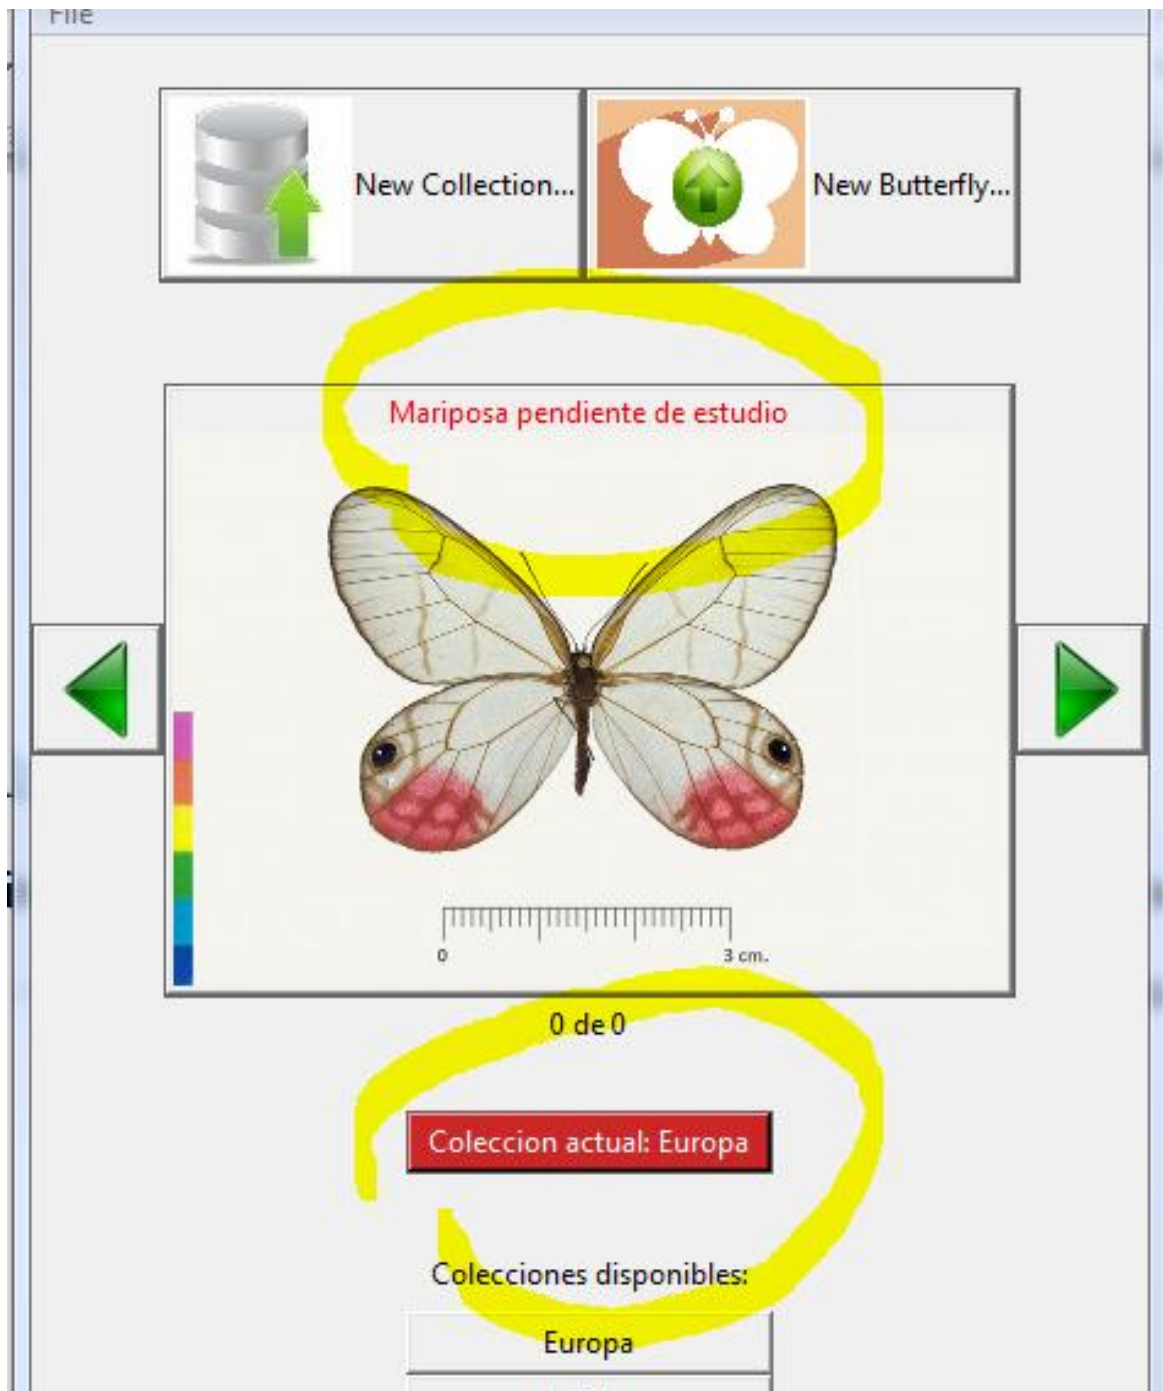 File
New Collection...
New Butterfly...
Mariposa pendiente de estudio
0
3 cm.
0 de 0
Coleccion actual: Europa
Colecciones disponibles:
Europa